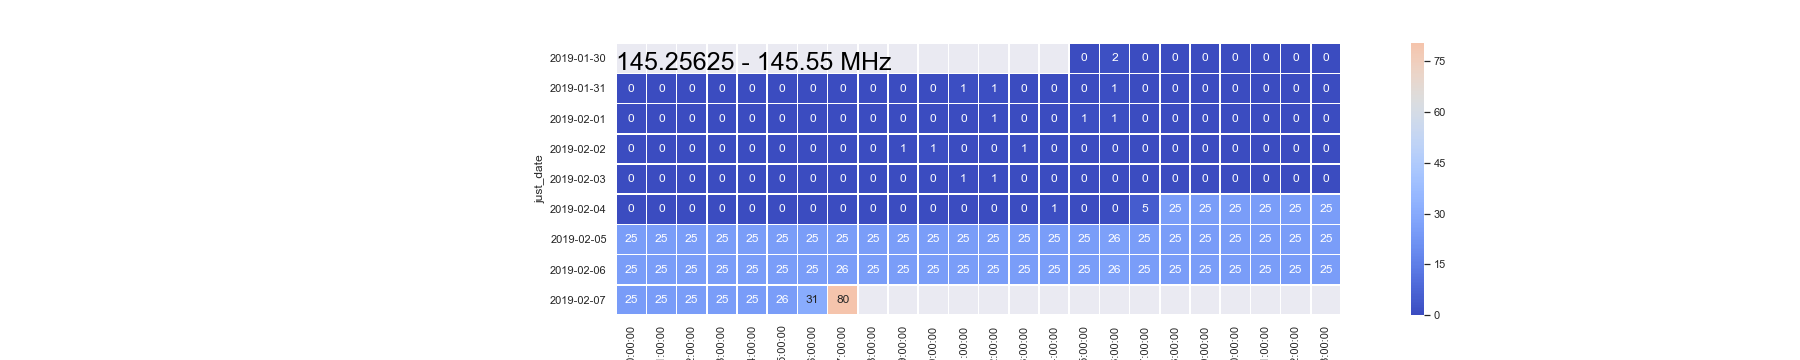 145.25625 - 145.55 MHz
just_date
2019-01-30 0 2 0 0 0 0 0 0 0
2019-01-31 0 0 0 0 0 0 0 0 0 0 0 1 1 0 0 0 1 0 0 0 0 0 0 0
2019-02-01 0 0 0 0 0 0 0 0 0 0 0 0 1 0 0 1 1 0 0 0 0 0 0 0
2019-02-02 0 0 0 0 0 0 0 0 0 1 1 0 0 1 0 0 0 0 0 0 0 0 0 0
2019-02-03 0 0 0 0 0 0 0 0 0 0 0 1 1 0 0 0 0 0 0 0 0 0 0 0
2019-02-04 0 0 0 0 0 0 0 0 0 0 0 0 0 0 1 0 0 5 25 25 25 25 25 25
2019-02-05 25 25 25 25 25 25 25 25 25 25 25 25 25 25 25 25 26 25 25 25 25 25 25 25
2019-02-06 25 25 25 25 25 25 25 26 25 25 25 25 25 25 25 25 26 25 25 25 25 25 25 25
2019-02-07 25 25 25 25 25 26 31 80
75
60
45
30
15
0